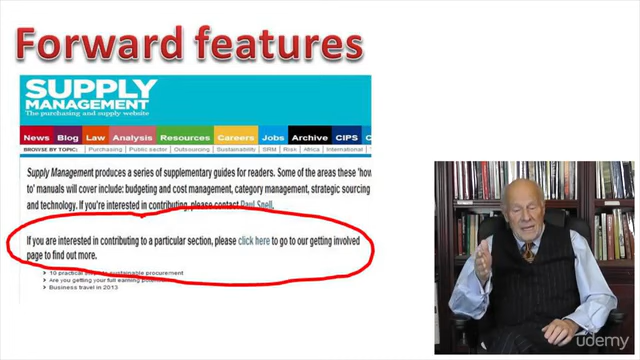 Forward features
SUPPLY
MANAGEMENT
The purchasing and supply website
News Blog Law Analysis Resources Careers Jobs Archive CIPS
BROWSE BY TOPIC: Purchasing Public sector Outsourcing Sustainability SRM Risk Africa International
Supply Management produces a series of supplementary guides for readers. Some of the areas these 'how
to' manuals will cover include: budgeting and cost management, category management, strategic sourcing
and technology. If you're interested in contributing, please contact Paul Snell.
If you are interested in contributing to a particular section, please click here to go to our getting involved
page to find out more.
10 practical to sustainable procurement
Are you getting your full earning potential
Business travel in 2013
udemy